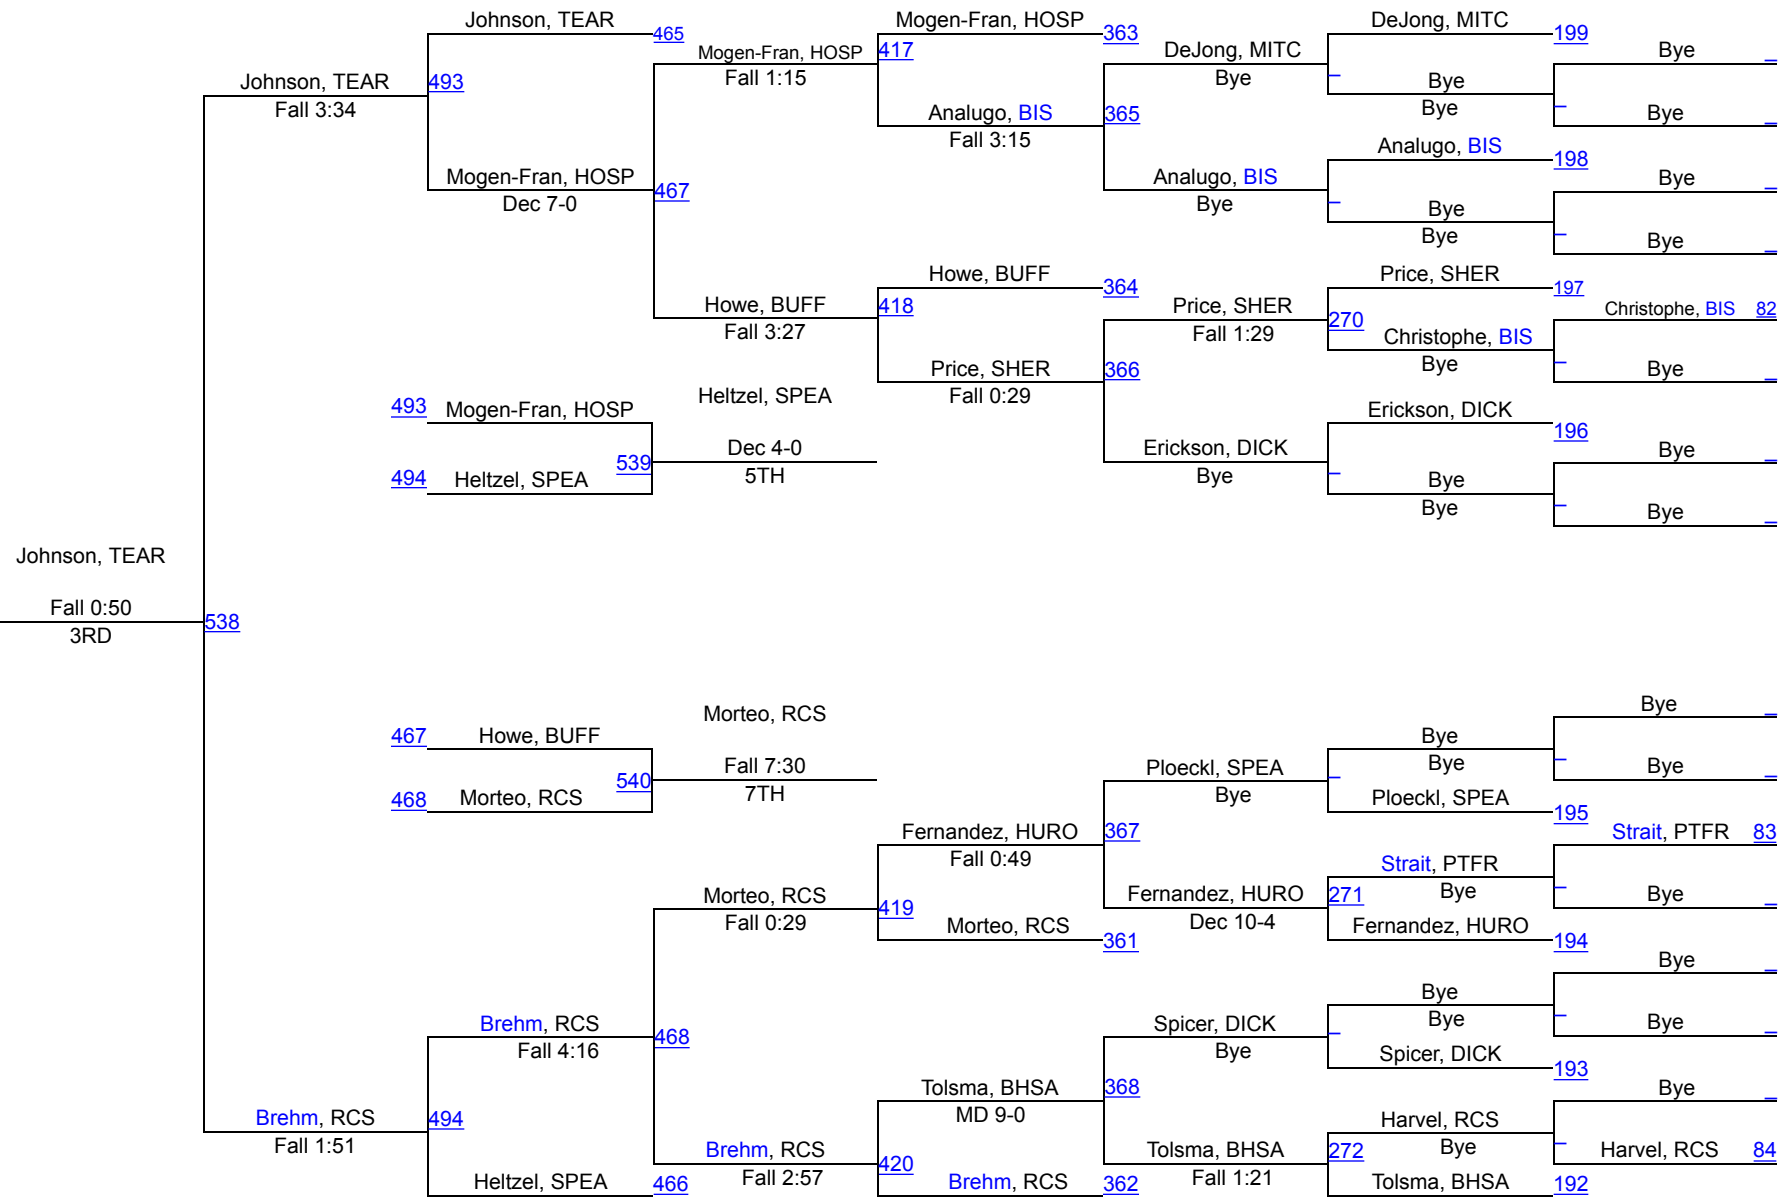 Johnson, TEAR
465
Mogen-Fran, HOSP
363
DeJong, MITC
199
Bye
Mogen-Fran, HOSP
417
Fall 1:15
DeJong, MITC
Bye
Johnson, TEAR
493
Fall 3:34
Bye
Bye
Analugo, BIS
365
Fall 3:15
Bye
Analugo, BIS
198
Mogen-Fran, HOSP
467
Dec 7-0
Analugo, BIS
Bye
Bye
Bye
Bye
Bye
Howe, BUFF
364
Price, SHER
197
Howe, BUFF
418
Fall 3:27
Price, SHER
270
Fall 1:29
Christophe, BIS 82
Christophe, BIS
Bye
Price, SHER
366
Fall 0:29
Bye
493 Mogen-Fran, HOSP
Heltzel, SPEA
Erickson, DICK
196
539
Dec 4-0
5TH
Erickson, DICK
Bye
Bye
494 Heltzel, SPEA
Bye
Bye
Bye
Johnson, TEAR
Fall 0:50
538
3RD
Morteo, RCS
Bye
467 Howe, BUFF
Bye
Bye
540
Fall 7:30
7TH
Ploeckl, SPEA
Bye
Bye
468 Morteo, RCS
Ploeckl, SPEA
195
Fernandez, HURO
367
Fall 0:49
Strait, PTFR 83
Strait, PTFR
Bye
Morteo, RCS
419
Fall 0:29
Fernandez, HURO
271
Dec 10-4
Bye
Morteo, RCS
361
Fernandez, HURO
194
Bye
Brehm, RCS
468
Fall 4:16
Spicer, DICK
Bye
Bye
Bye
Bye
Spicer, DICK
193
Tolsma, BHSA
368
MD 9-0
Bye
Brehm, RCS
494
Fall 1:51
Harvel, RCS
Bye
Brehm, RCS
420
Fall 2:57
Tolsma, BHSA
272
Fall 1:21
Harvel, RCS 84
Heltzel, SPEA
466
Brehm, RCS
362
Tolsma, BHSA
192